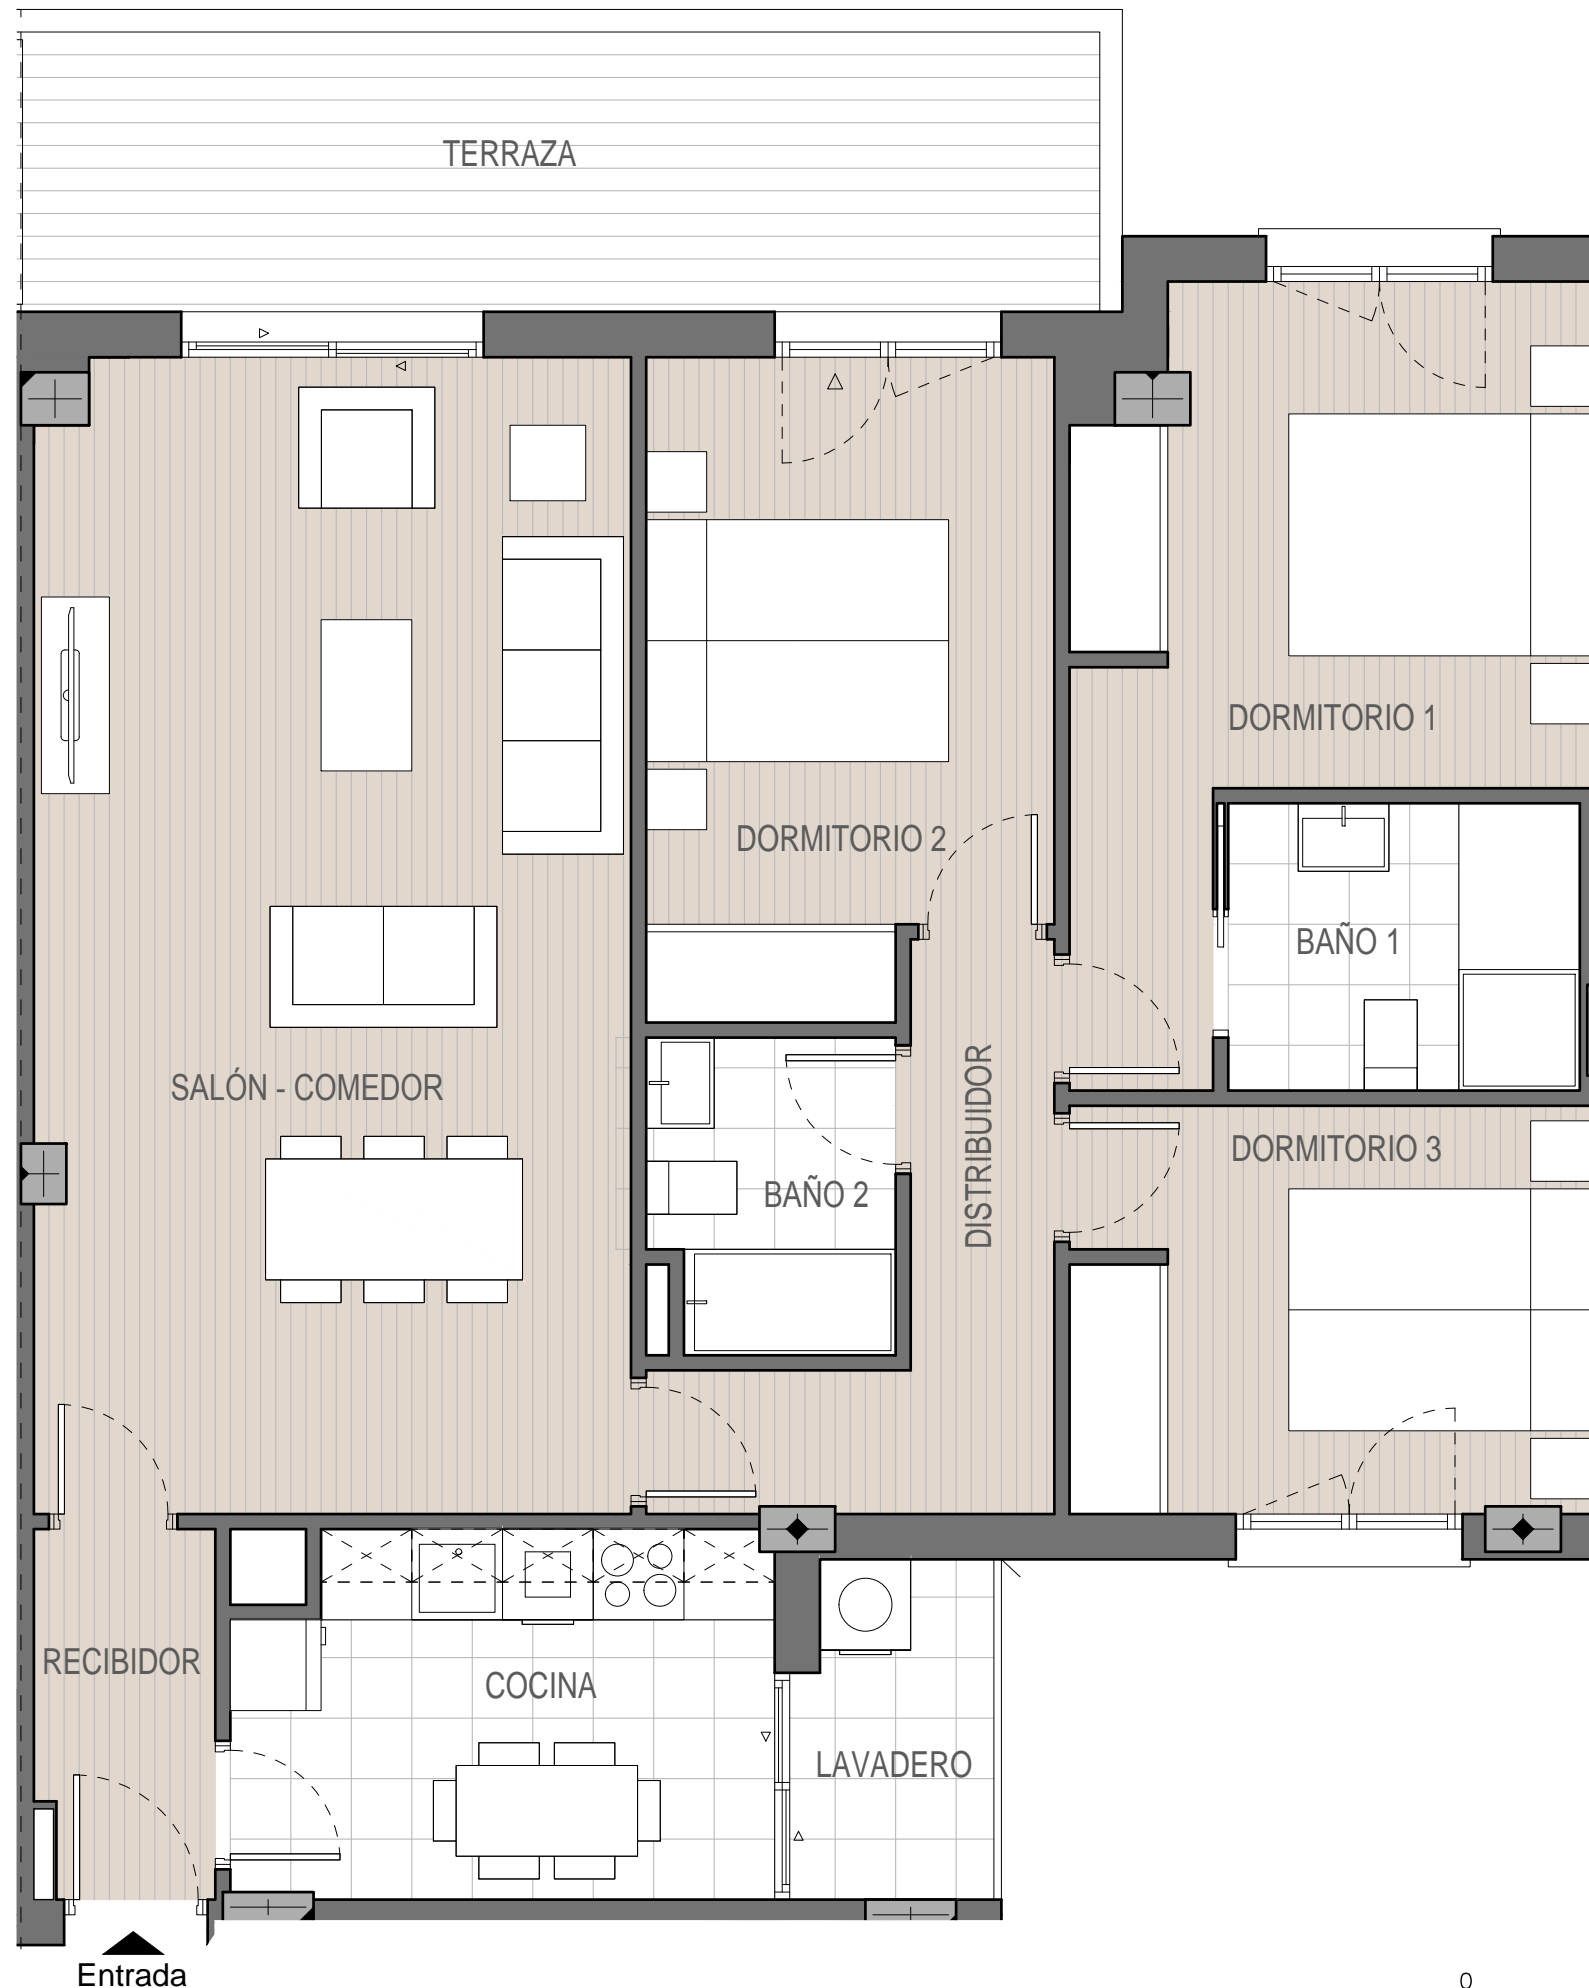 TERRAZA
DORMITORIO 1
DORMITORIO 2
BAÑO 1
SALÓN - COMEDOR
DISTRIBUIDOR
DORMITORIO 3
BAÑO 2
RECIBIDOR
COCINA
LAVADERO
Entrada
0